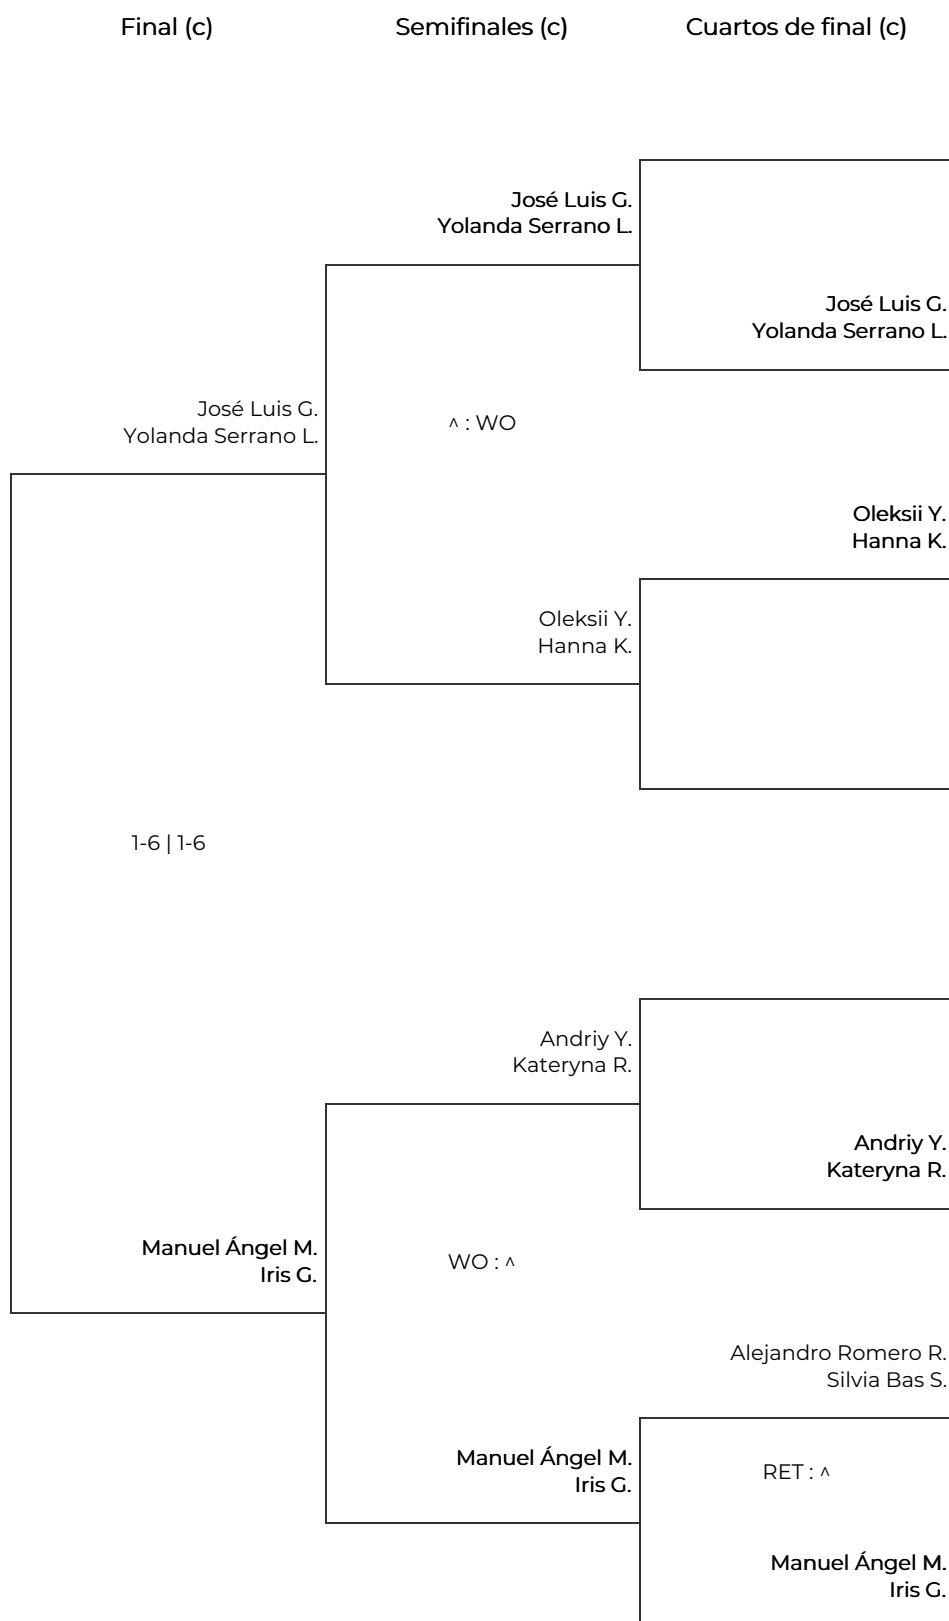 Final (c)
Semifinales (c)
Cuartos de final (c)
José Luis G.
Yolanda Serrano L.
José Luis G.
Yolanda Serrano L.
José Luis G.
Yolanda Serrano L.
^ : WO
Oleksii Y.
Hanna K.
Oleksii Y.
Hanna K.
1-6 | 1-6
Andriy Y.
Kateryna R.
Andriy Y.
Kateryna R.
Manuel Ángel M.
Iris G.
WO : ^
Alejandro Romero R.
Silvia Bas S.
Manuel Ángel M.
Iris G.
RET : ^
Manuel Ángel M.
Iris G.